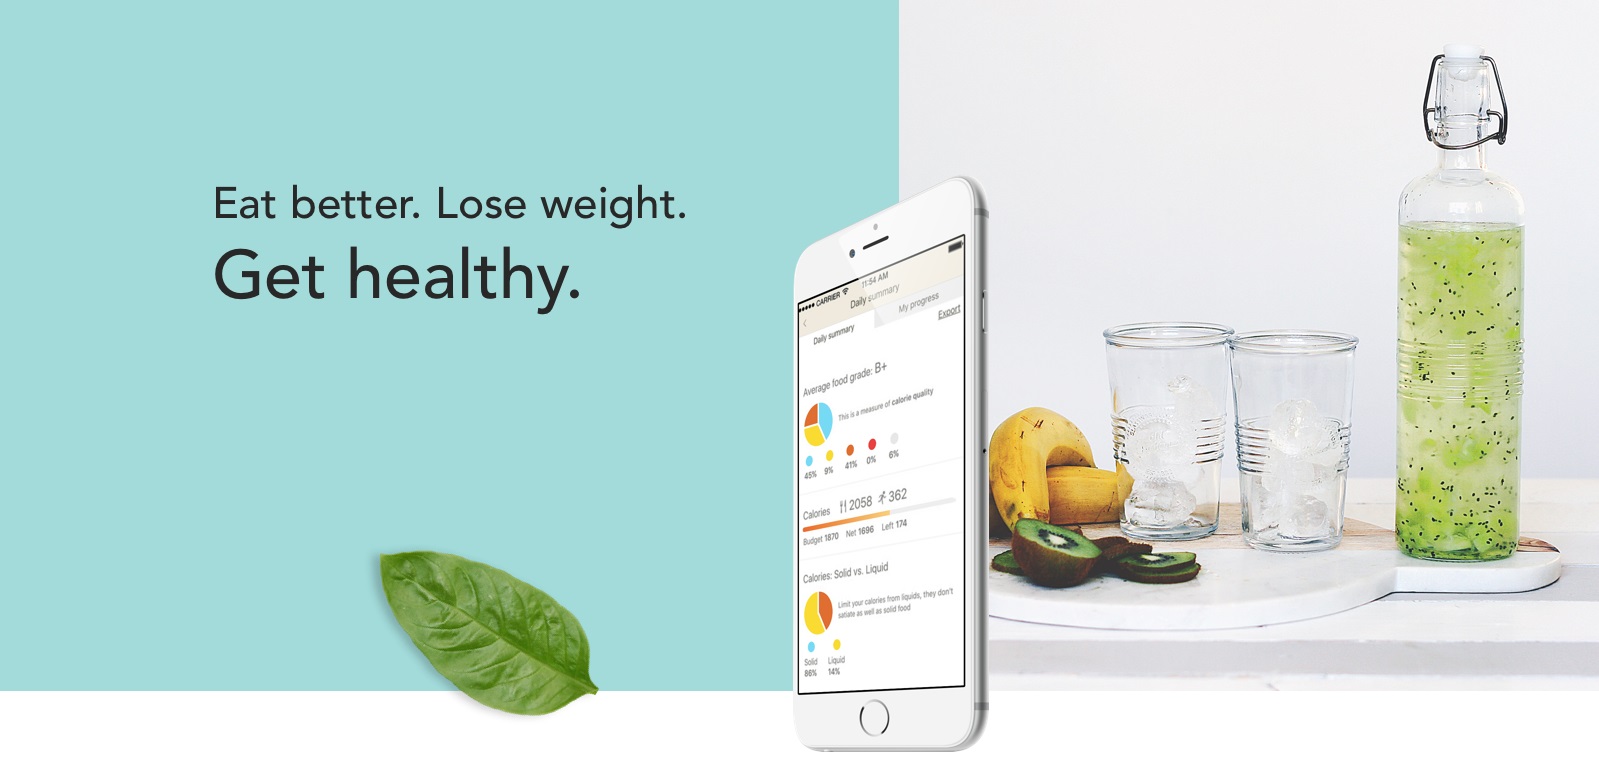 Eat better. Lose weight.
Get healthy.
CARRIER 11:54 AM
Daily summary
Daily summary
My progress
Export
Average food grade: B+
This is a measure of calorie quality
45% 9% 41% 0% 6%
Calories 2058 362
Budget 1870 Net 1696 Left 174
Calories: Solid vs. Liquid
Limit your calories from liquids, they don't
satiate as well as solid food
Solid Liquid
86% 14%